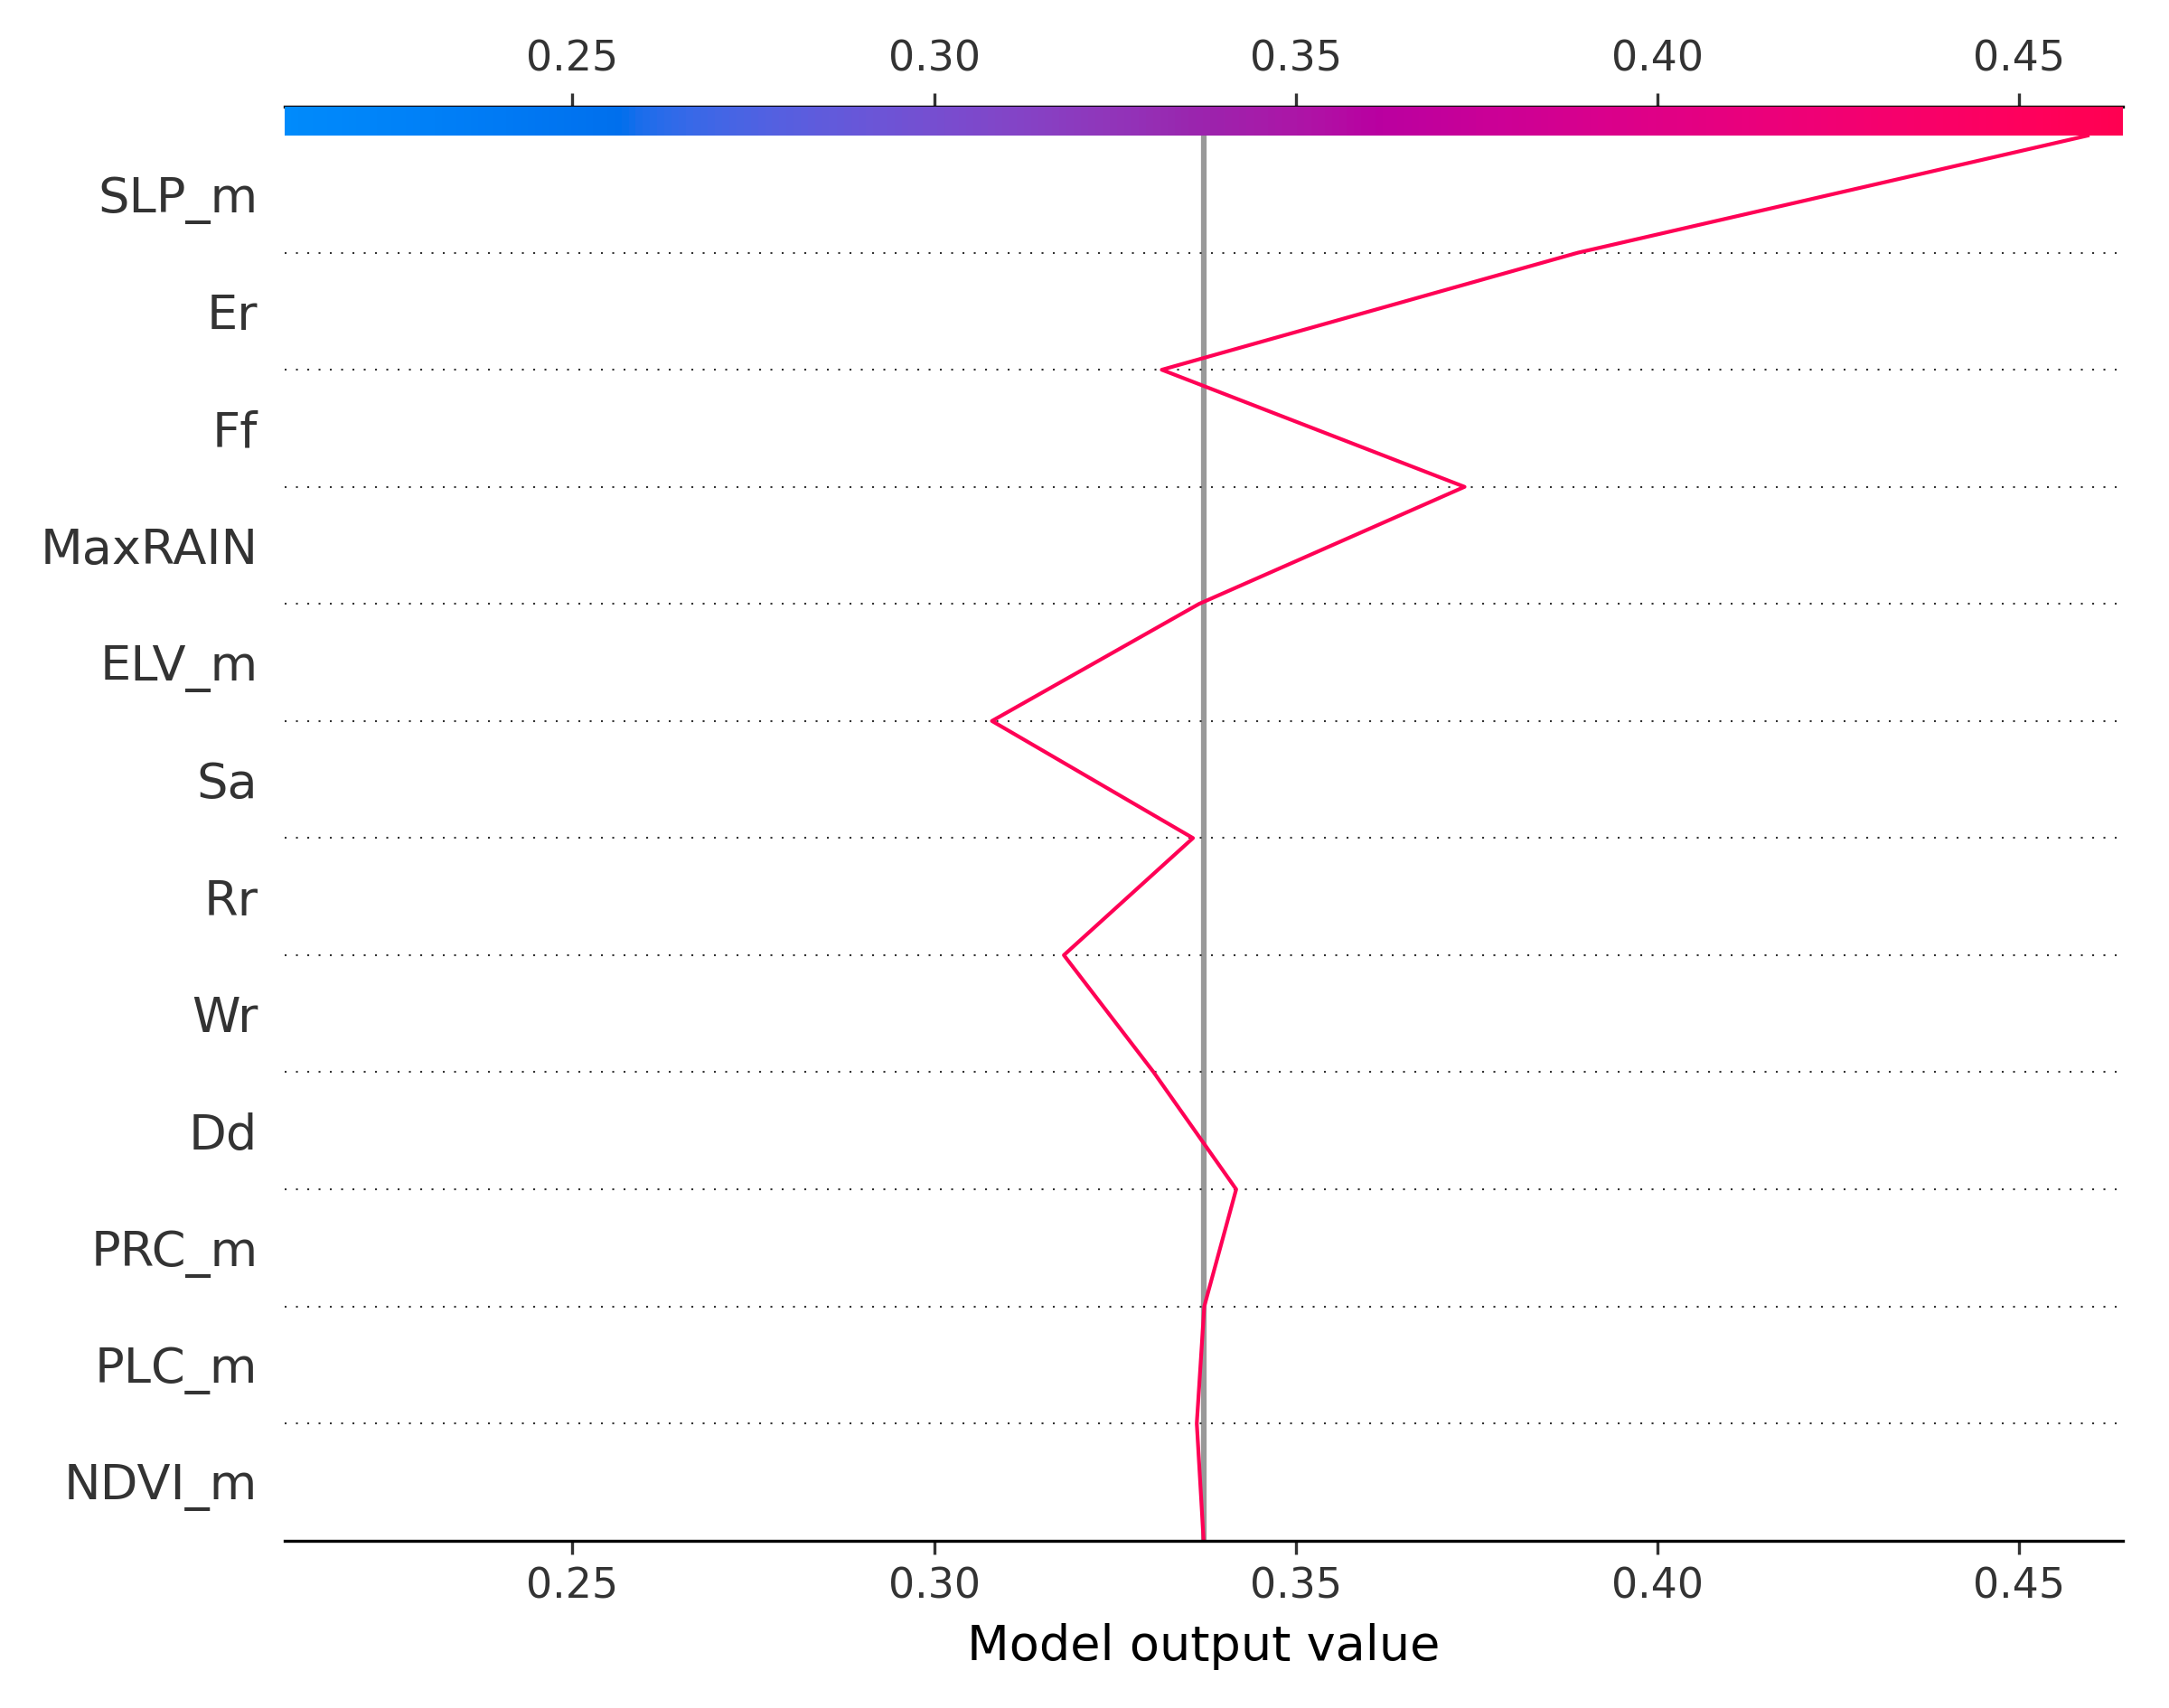 0.25 0.30 0.35 0.40 0.45
SLP_m
Er
Ff
MaxRAIN
ELV_m
Sa
Rr
Wr
Dd
PRC_m
PLC_m
NDVI_m
0.25 0.30 0.35 0.40 0.45
Model output value